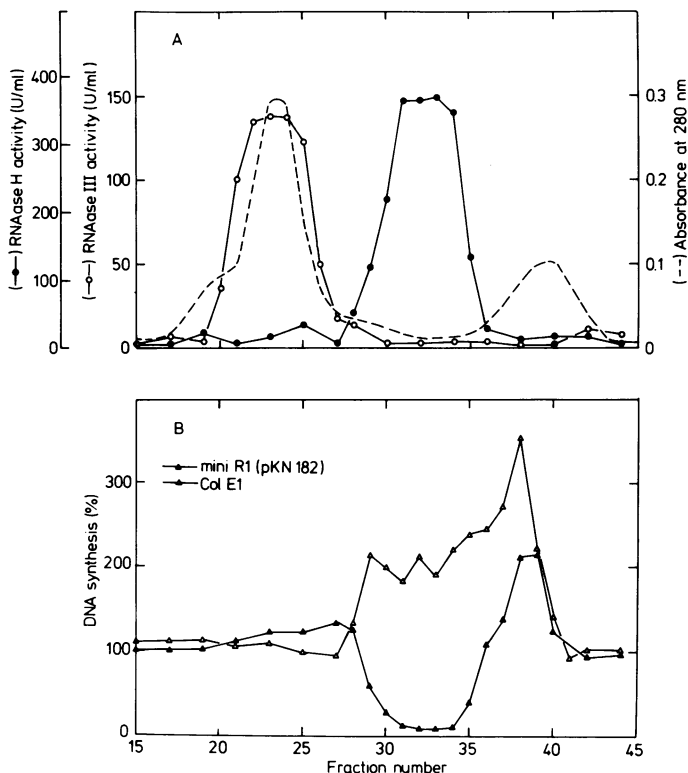 A
(—●—) RNAase H activity (U/ml)
400
300
200
100
0
(—o—) RNAase III activity (U/ml)
150
100
50
0
0.3
0.2
0.1
0
(---) Absorbance at 280 nm
B
mini R1 (pKN 182)
Col E1
DNA synthesis (%)
300
200
100
0
15
20
25
30
35
40
45
Fraction number